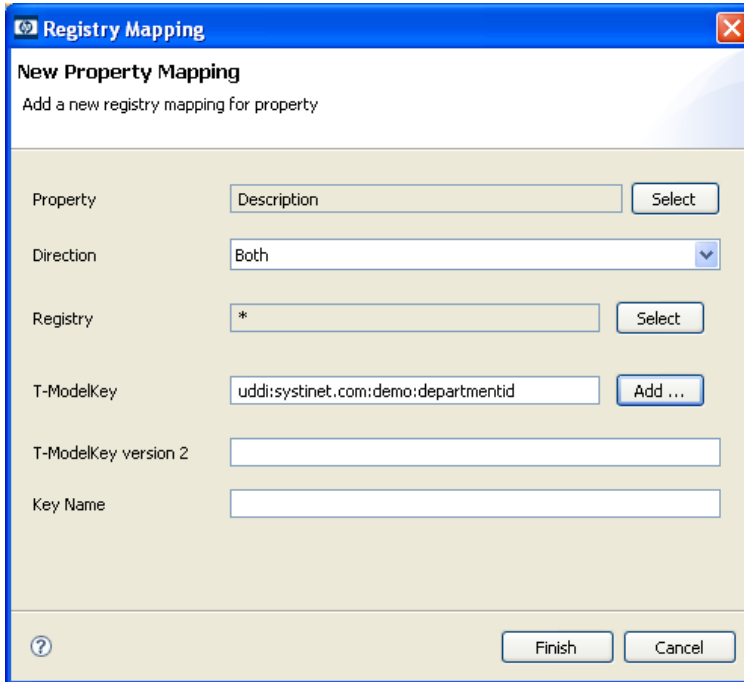 hp Registry Mapping
New Property Mapping
Add a new registry mapping for property
Property Description Select
Direction Both
Registry * Select
T-ModelKey uddi:systinet.com:demo:departmentid Add ...
T-ModelKey version 2
Key Name
? Finish Cancel